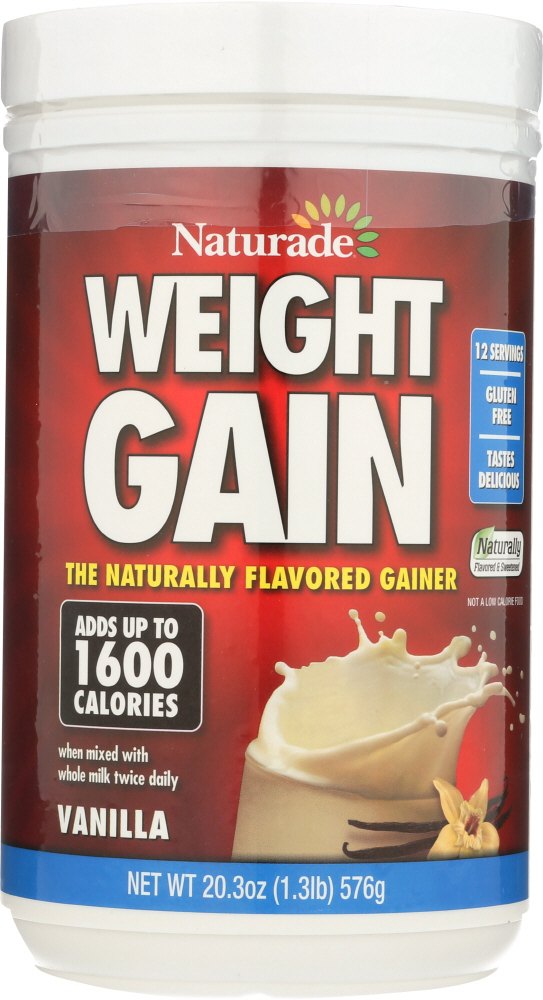 Naturade
WEIGHT
GAIN
THE NATURALLY FLAVORED GAINER
12 SERVINGS
GLUTEN
FREE
TASTES
DELICIOUS
Naturally
Flavored & Sweetened
NOT A LOW CALORIE FOOD
ADDS UP TO
1600
CALORIES
when mixed with
whole milk twice daily
VANILLA
NET WT 20.3oz (1.3lb) 576g